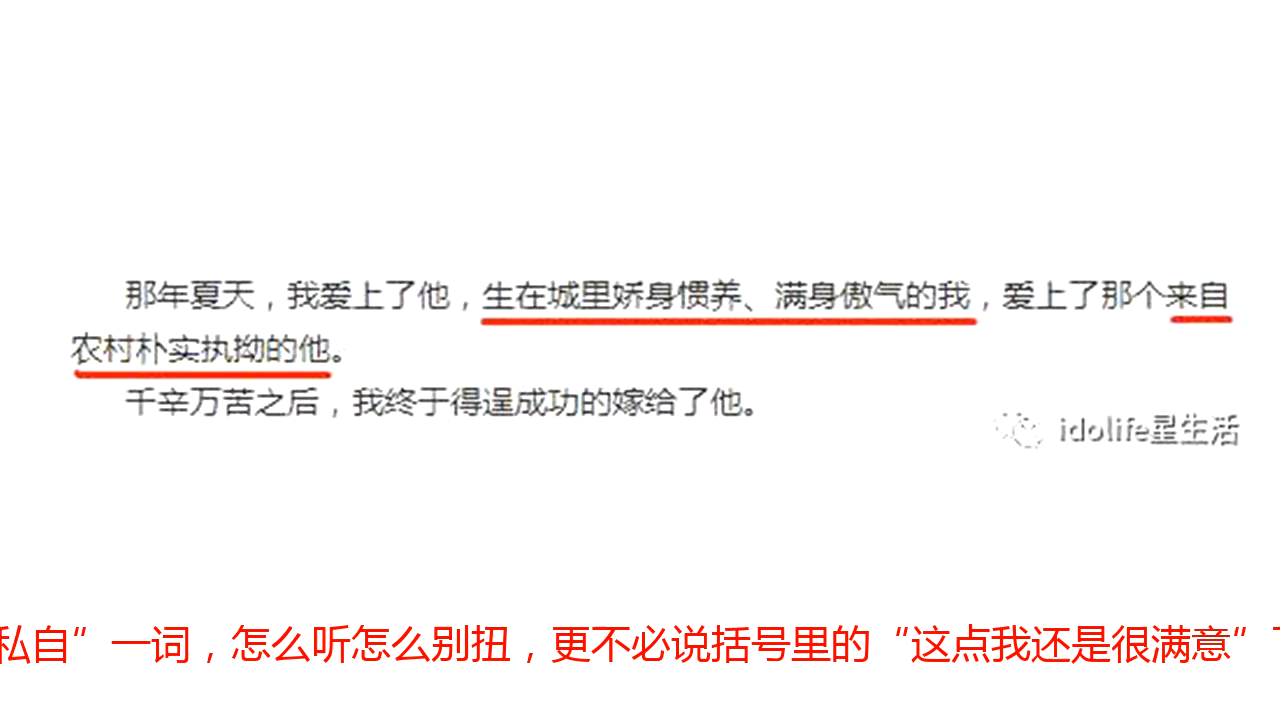 那年夏天，我爱上了他，生在城里娇身惯养、满身傲气的我，爱上了那个来自
农村朴实执拗的他。
千辛万苦之后，我终于得逞成功的嫁给了他。
idolife星生活
私自”一词，怎么听怎么别扭，更不必说括号里的“这点我还是很满意”